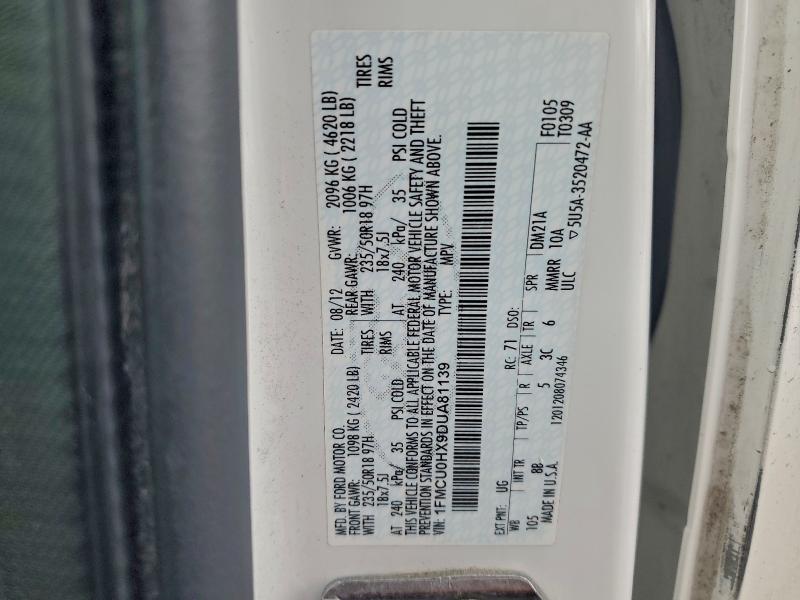 MFD. BY FORD MOTOR CO. DATE: 08/12 GVWR: 2096 KG ( 4620 LB)
FRONT GAWR: 1098 KG ( 2420 LB) REAR GAWR: 1006 KG ( 2218 LB)
WITH 235/50R18 97H TIRES WITH 235/50R18 97H TIRES
18x7.5J RIMS 18x7.5J RIMS
AT 240 kPa/ 35 PSI COLD AT 240 kPa/ 35 PSI COLD
THIS VEHICLE CONFORMS TO ALL APPLICABLE FEDERAL MOTOR VEHICLE SAFETY AND THEFT
PREVENTION STANDARDS IN EFFECT ON THE DATE OF MANUFACTURE SHOWN ABOVE.
VIN: 1FMCU0HX9DUA81139 TYPE: MPV
F0105
T0309
EXT PNT: UG RC: 71 DSO:
WB INT TR TP/PS R AXLE TR SPR DM21A
105 8B 5 3C 6 MMRR 10A
MADE IN U.S.A. 1201208074346 ULC
5U5A-3520472-AA